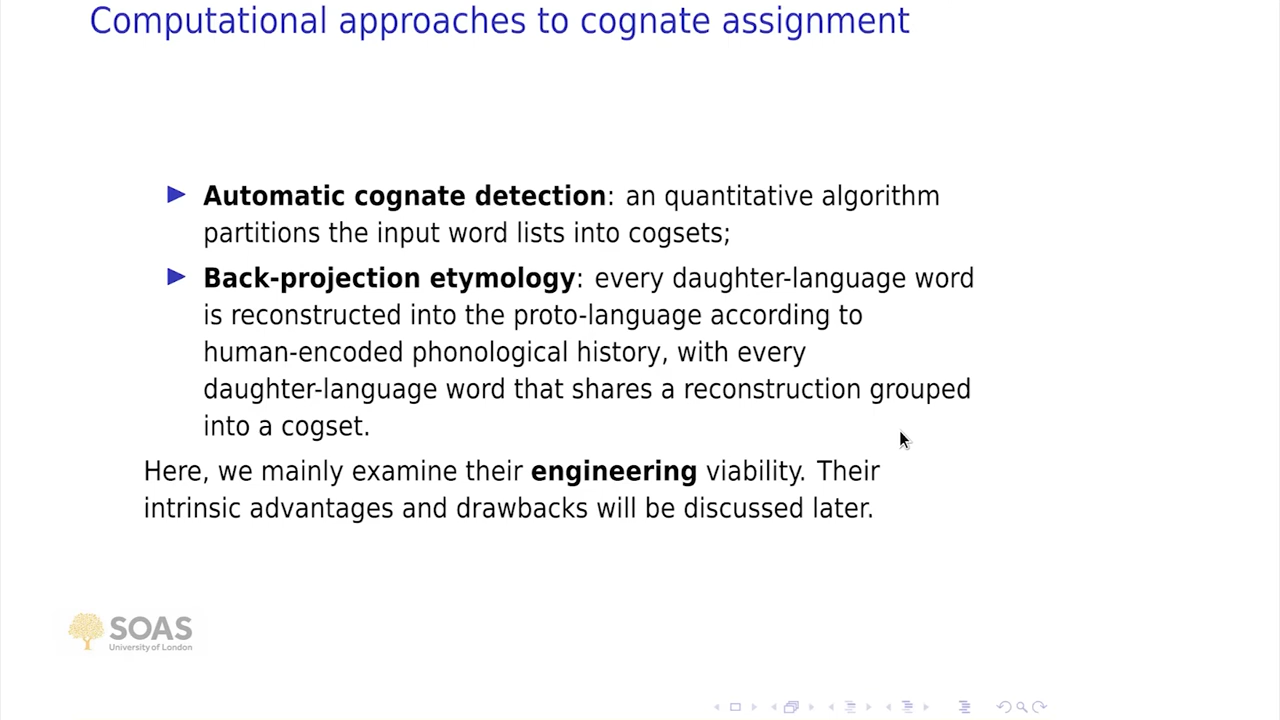 Computational approaches to cognate assignment
Automatic cognate detection: an quantitative algorithm
partitions the input word lists into cogsets;
Back-projection etymology: every daughter-language word
is reconstructed into the proto-language according to
human-encoded phonological history, with every
daughter-language word that shares a reconstruction grouped
into a cogset.
Here, we mainly examine their engineering viability. Their
intrinsic advantages and drawbacks will be discussed later.
SOAS
University of London